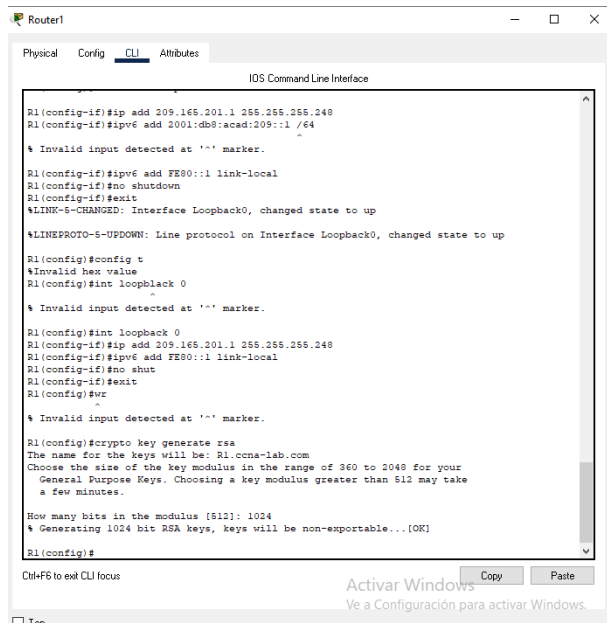 Router1
Physical Config CLI Attributes
IOS Command Line Interface
R1(config-if)#ip add 209.165.201.1 255.255.255.248
R1(config-if)#ipv6 add 2001:db8:acad:209::1 /64
^
% Invalid input detected at '^' marker.
R1(config-if)#ipv6 add FE80::1 link-local
R1(config-if)#no shutdown
R1(config-if)#exit
%LINK-5-CHANGED: Interface Loopback0, changed state to up
%LINEPROTO-5-UPDOWN: Line protocol on Interface Loopback0, changed state to up
R1(config)#config t
%Invalid hex value
R1(config)#int loopblack 0
^
% Invalid input detected at '^' marker.
R1(config)#int loopback 0
R1(config-if)#ip add 209.165.201.1 255.255.255.248
R1(config-if)#ipv6 add FE80::1 link-local
R1(config-if)#no shut
R1(config-if)#exit
R1(config)#wr
^
% Invalid input detected at '^' marker.
R1(config)#crypto key generate rsa
The name for the keys will be: R1.ccna-lab.com
Choose the size of the key modulus in the range of 360 to 2048 for your
General Purpose Keys. Choosing a key modulus greater than 512 may take
a few minutes.
How many bits in the modulus [512]: 1024
% Generating 1024 bit RSA keys, keys will be non-exportable...[OK]
R1(config)#
Ctrl+F6 to exit CLI focus
Copy Paste
Activar Windows
Ve a Configuración para activar Windows.